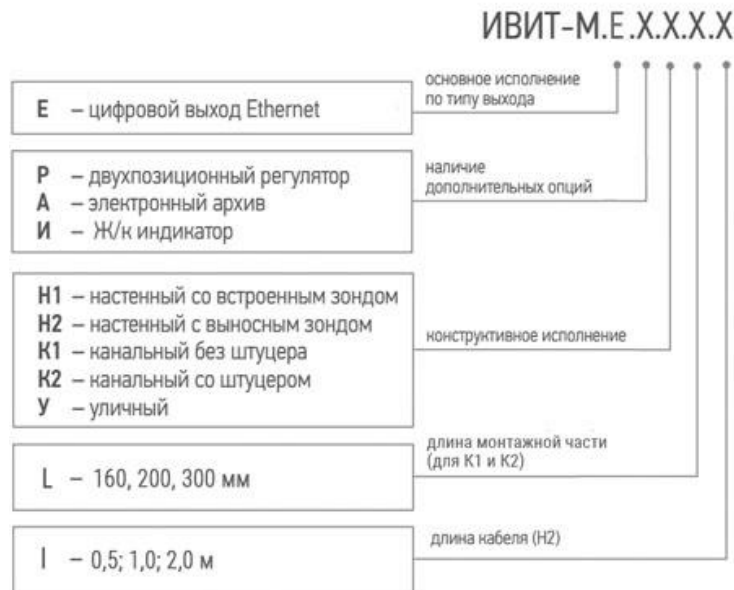 ИВИТ-М.Е.Х.Х.Х.Х
основное исполнение
по типу выхода
Е – цифровой выход Ethernet
наличие
дополнительных опций
Р – двухпозиционный регулятор
А – электронный архив
И – Ж/к индикатор
Н1 – настенный со встроенным зондом
Н2 – настенный с выносным зондом
К1 – канальный без штуцера
К2 – канальный со штуцером
У – уличный
конструктивное исполнение
длина монтажной части
(для К1 и К2)
L – 160, 200, 300 мм
длина кабеля (Н2)
l – 0,5; 1,0; 2,0 м